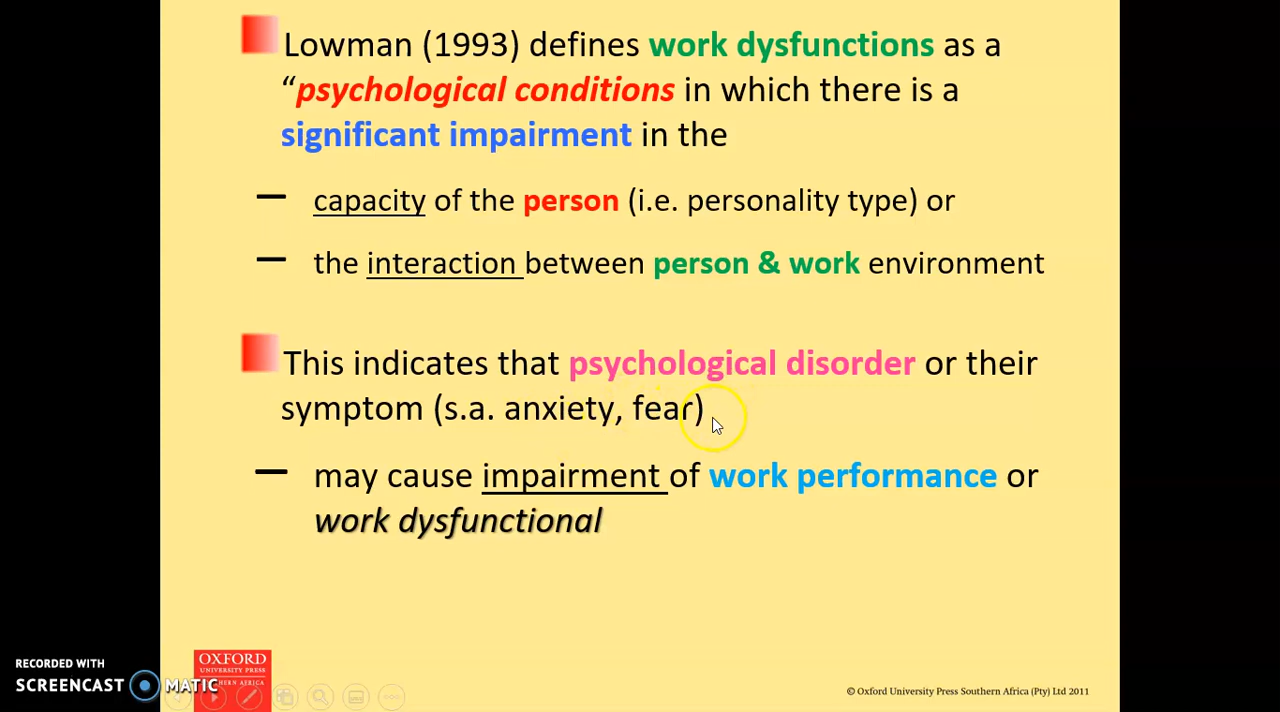 Lowman (1993) defines work dysfunctions as a
“psychological conditions in which there is a
significant impairment in the
– capacity of the person (i.e. personality type) or
– the interaction between person & work environment
This indicates that psychological disorder or their
symptom (s.a. anxiety, fear)
– may cause impairment of work performance or
work dysfunctional
OXFORD
UNIVERSITY PRESS
RECORDED WITH
SCREENCAST MATIC
© Oxford University Press Southern Africa (Pty) Ltd 2011